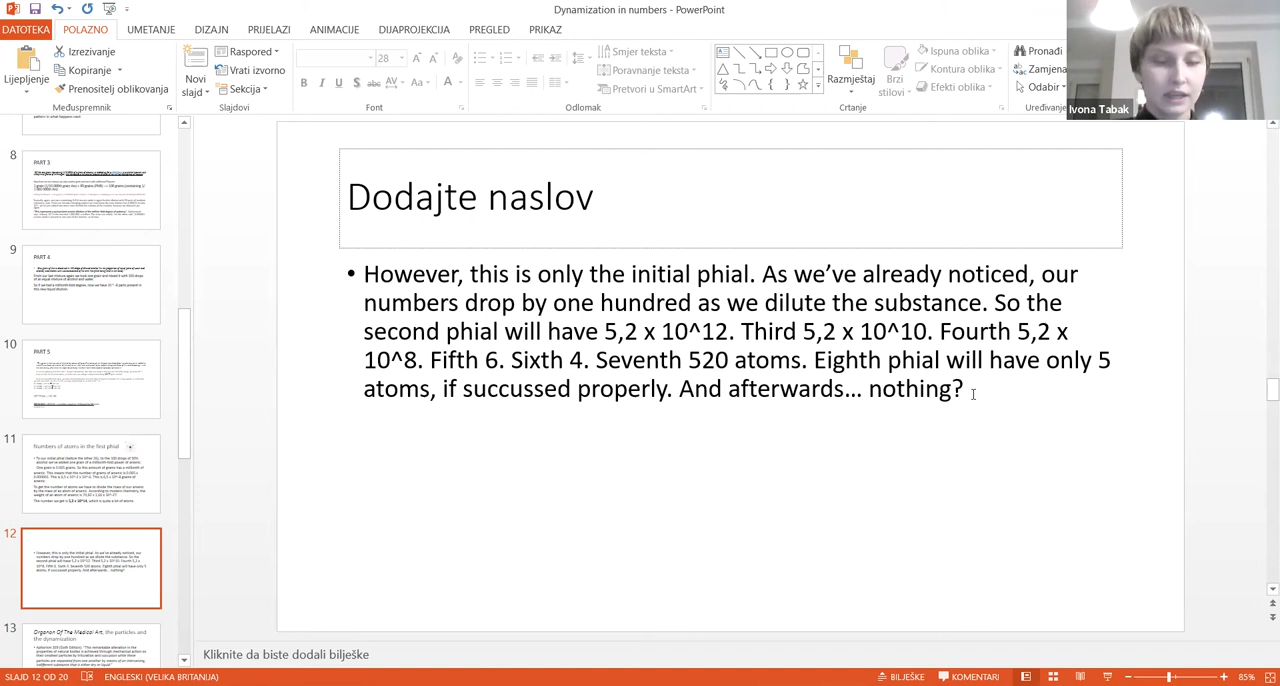 Dynamization in numbers - PowerPoint
DATOTEKA POLAZNO UMETANJE DIZAJN PRIJELAZI ANIMACIJE DIJAPROJEKCIJA PREGLED PRIKAZ
Izrezivanje
Kopiranje
Prenositelj oblikovanja
Lijepljenje
Međuspremnik
Novi slajd
Raspored
Vrati izvorno
Sekcija
Slajdovi
28
Font
Smjer teksta
Poravnanje teksta
Pretvori u SmartArt
Odlomak
Razmještaj
Brzi stilovi
Ispuna oblika
Kontura oblika
Efekti oblika
Crtanje
Pronađi
Zamjena
Odabir
Uređivanje
Ivona Tabak
8
PART 3
9
PART 4
10
PART 5
11
Numbers of atoms in the first phial
12
13
Organon Of The Medical Art, the particles and
the dynamization
Dodajte naslov
• However, this is only the initial phial. As we’ve already noticed, our
numbers drop by one hundred as we dilute the substance. So the
second phial will have 5,2 x 10^12. Third 5,2 x 10^10. Fourth 5,2 x
10^8. Fifth 6. Sixth 4. Seventh 520 atoms. Eighth phial will have only 5
atoms, if succussed properly. And afterwards… nothing?
Kliknite da biste dodali bilješke
SLAJD 12 OD 20 ENGLESKI (VELIKA BRITANIJA) BILJEŠKE KOMENTARI 85%